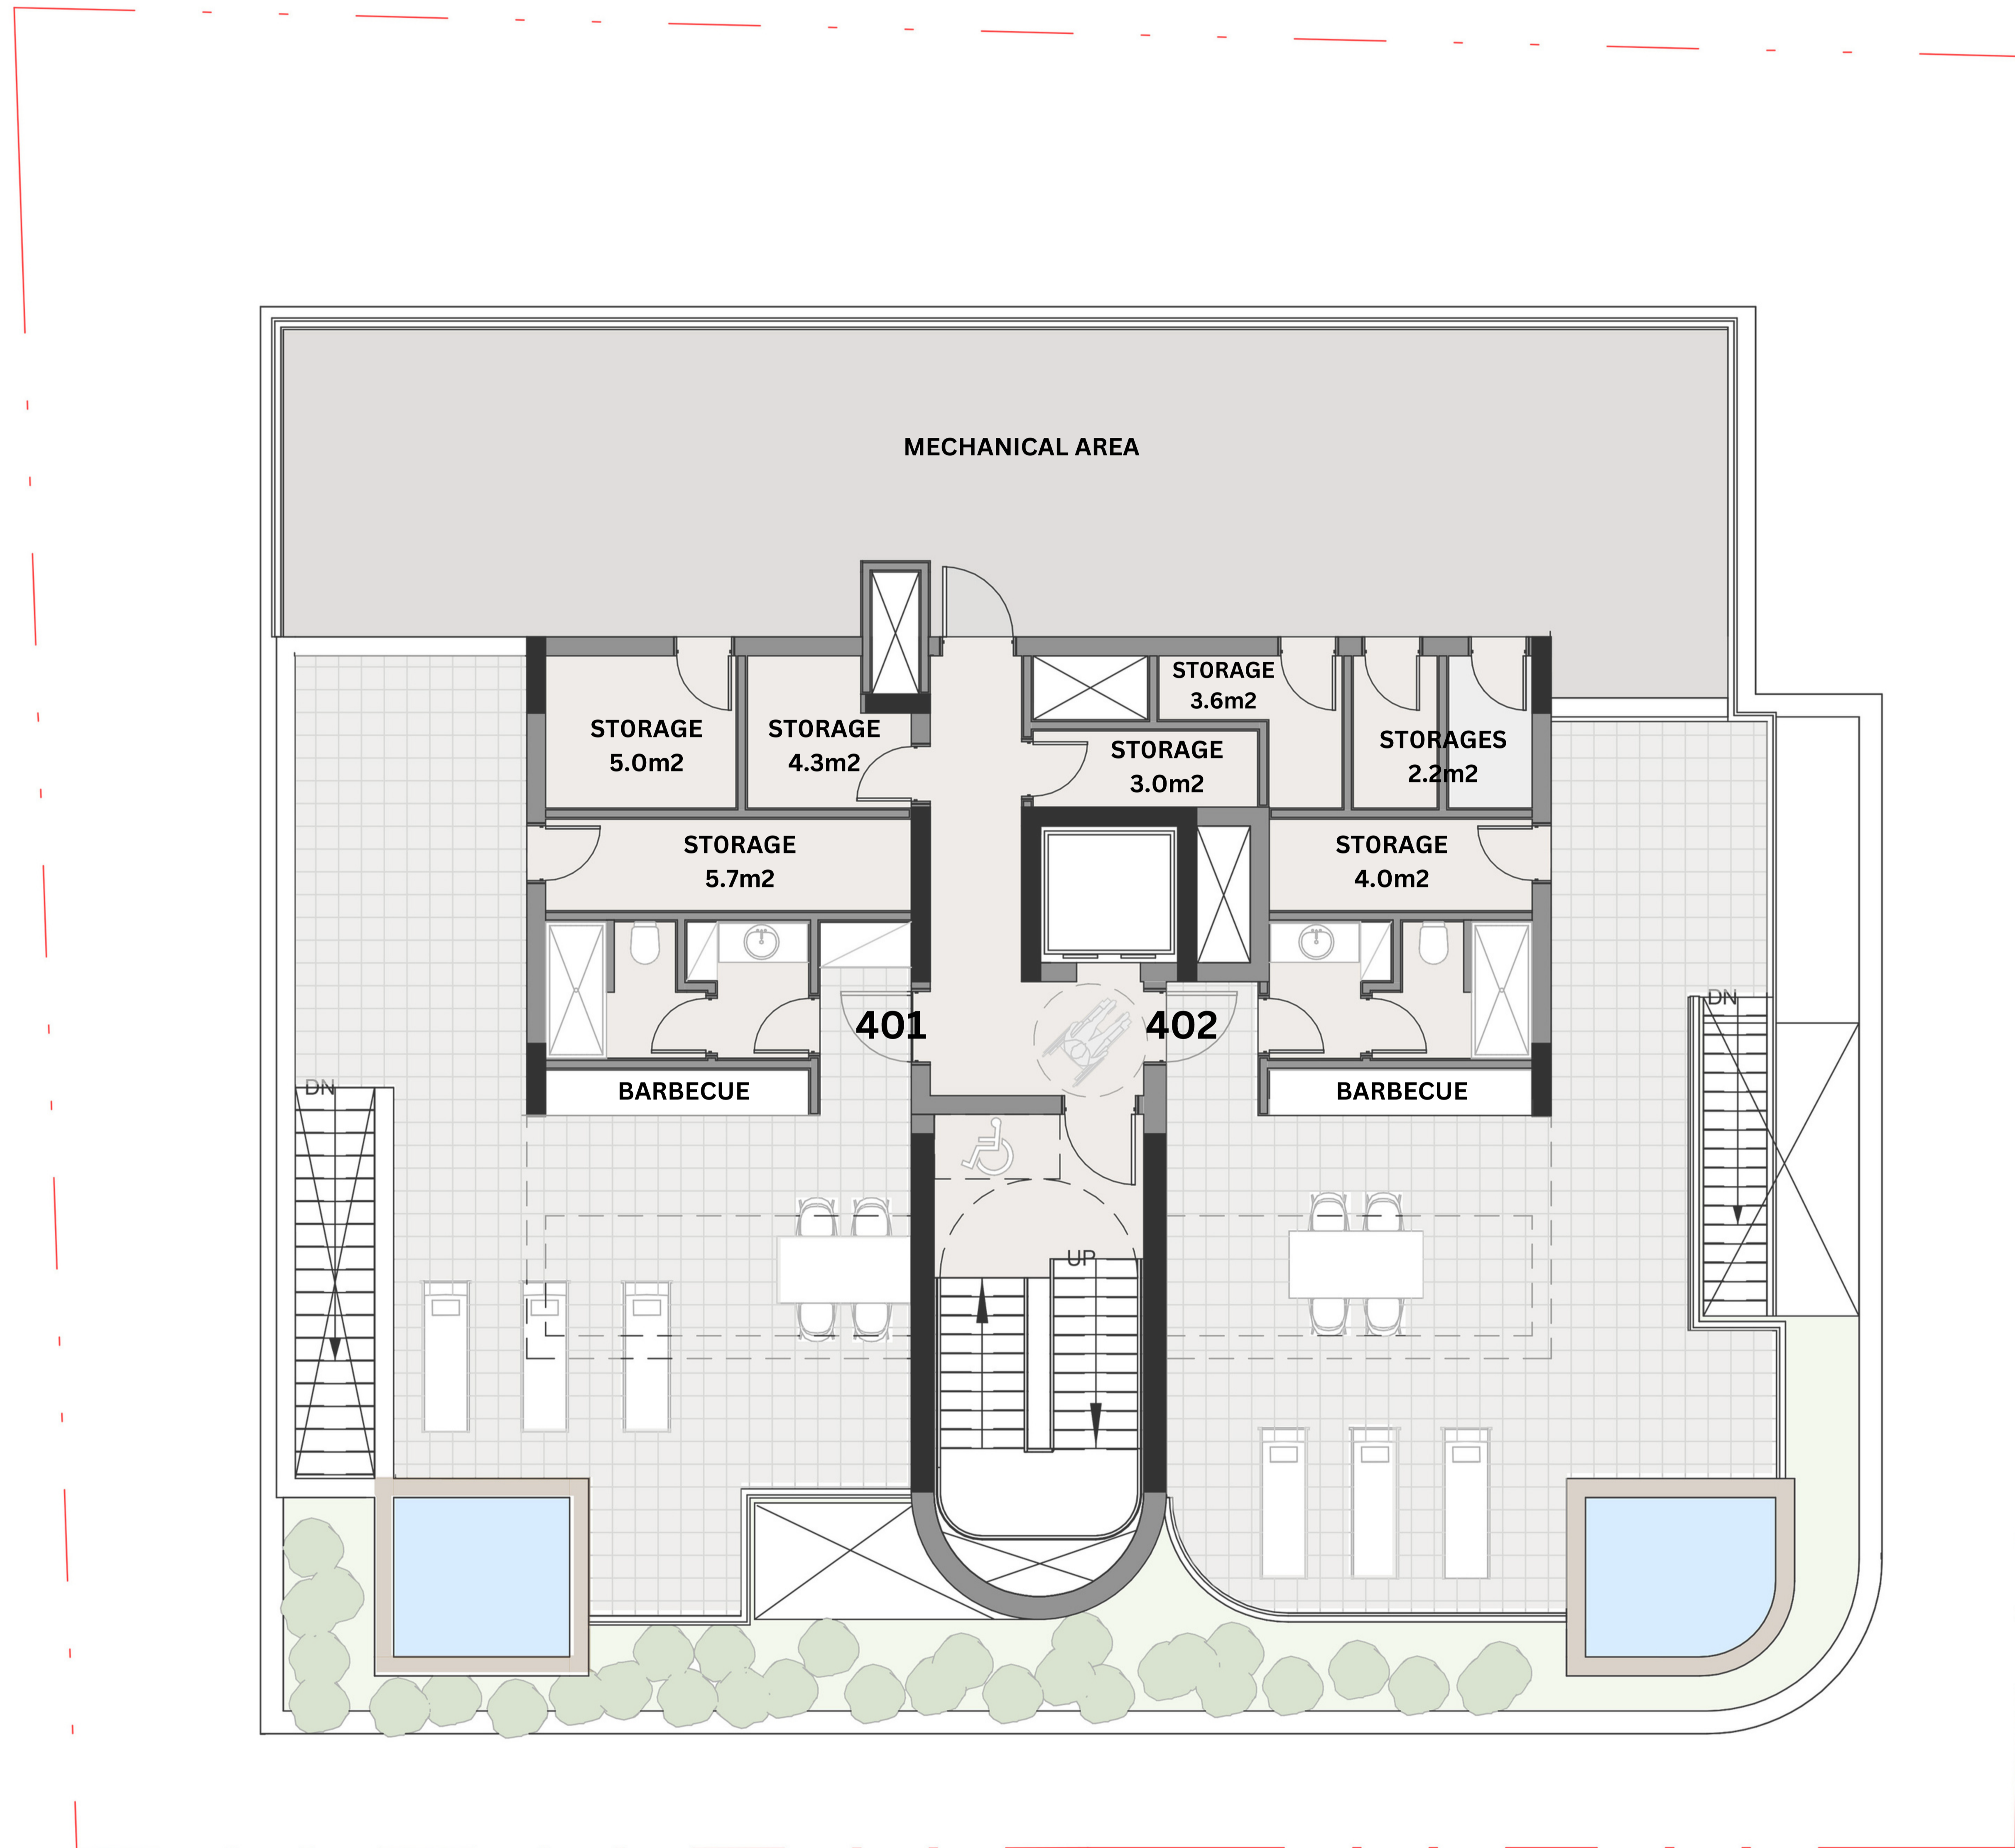 MECHANICAL AREA
STORAGE
3.6m2
STORAGE
5.0m2
STORAGE
4.3m2
STORAGE
3.0m2
STORAGES
2.2m2
STORAGE
5.7m2
STORAGE
4.0m2
DN
401
402
DN
BARBECUE
BARBECUE
UP